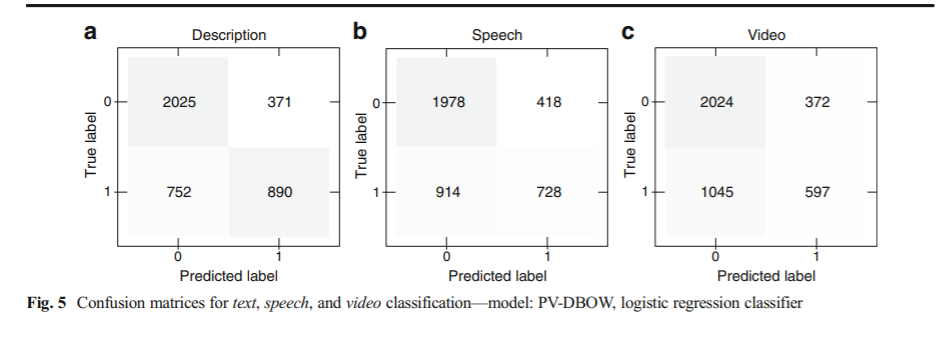 a Description b Speech c Video
0 2025 371 0 1978 418 0 2024 372
True label True label True label
1 752 890 1 914 728 1 1045 597
0 1 0 1 0 1
Predicted label Predicted label Predicted label
Fig. 5 Confusion matrices for text, speech, and video classification—model: PV-DBOW, logistic regression classifier